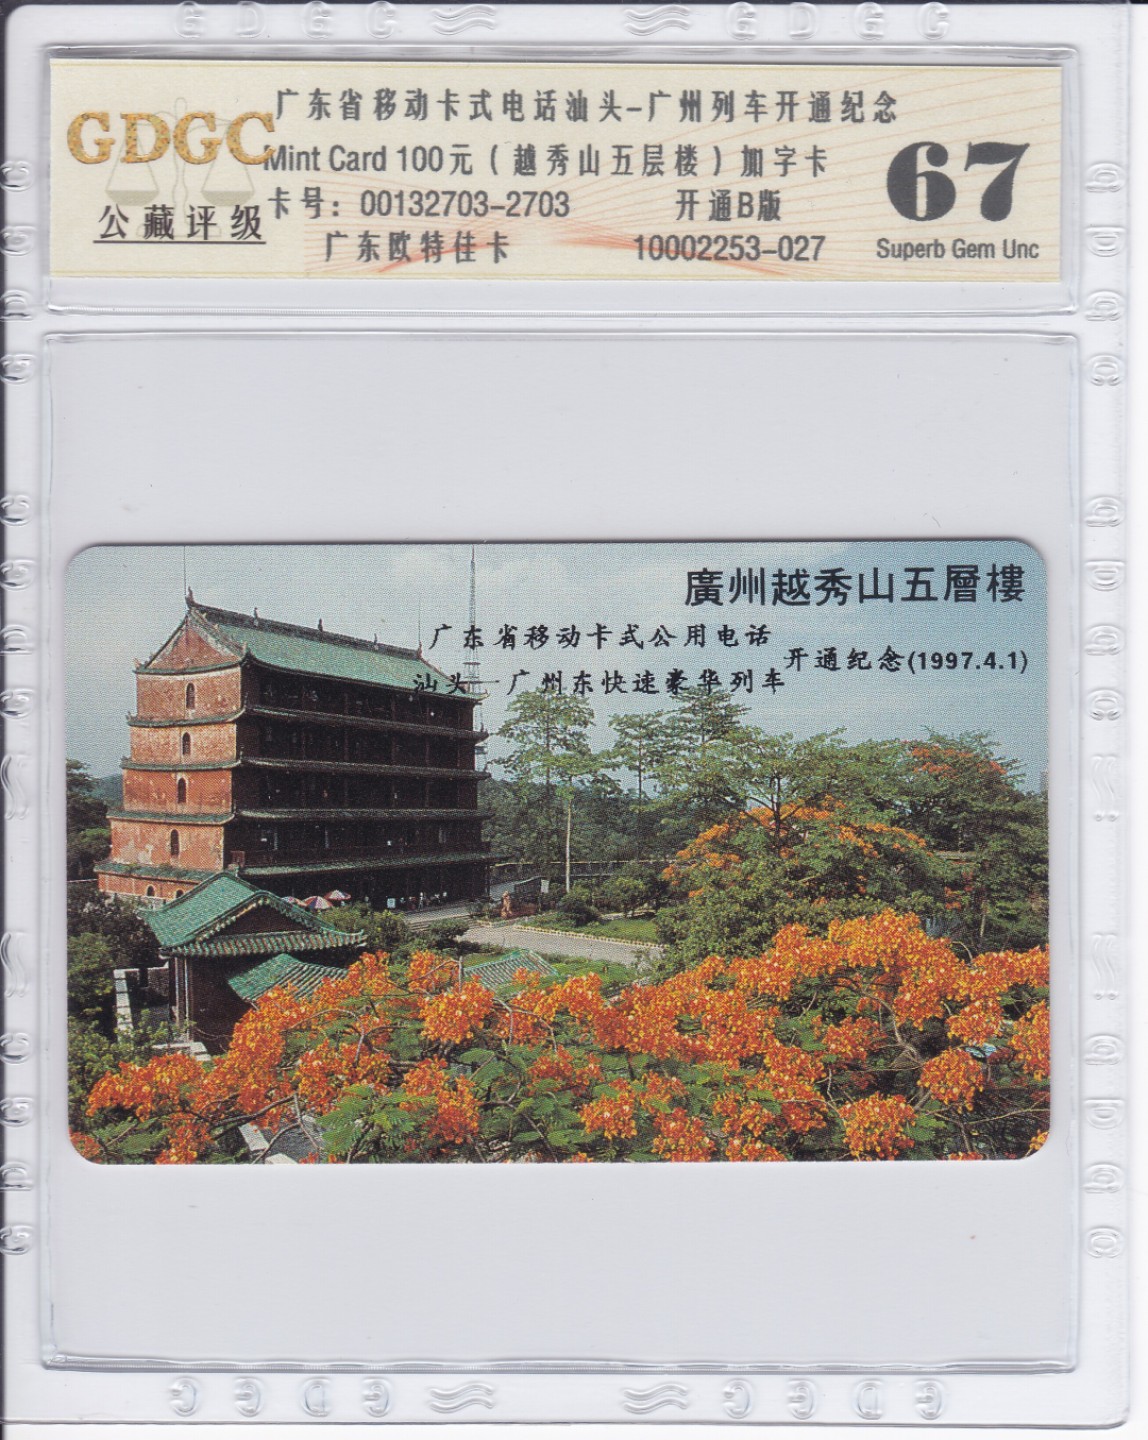 广东省移动卡式电话汕头-广州列车开通纪念
GDGC
Mint Card 100元（越秀山五层楼）加字卡
67
公藏评级
卡号：00132703-2703 开通B版
广东欧特佳卡 10002253-027
Superb Gem Unc
廣州越秀山五層樓
广东省移动卡式公用电话
汕头—广州东快速豪华列车
开通纪念(1997.4.1)